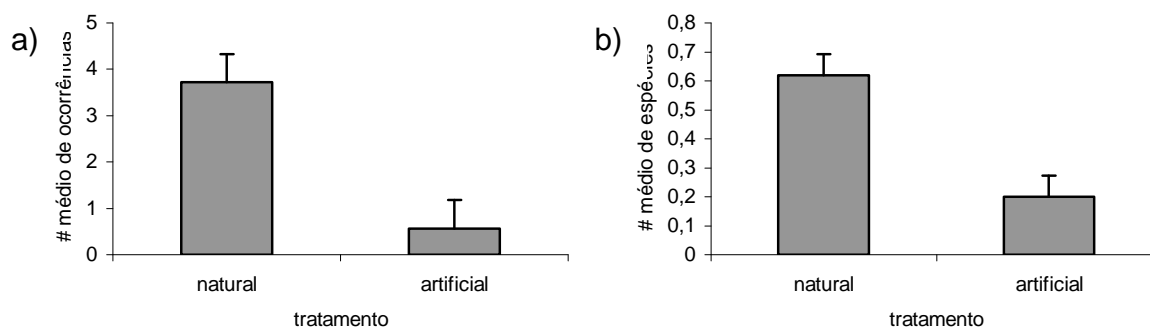 a)
# médio de ocorrências
5
4
3
2
1
0
natural artificial
tratamento
b)
# médio de espécies
0,8
0,7
0,6
0,5
0,4
0,3
0,2
0,1
0
natural artificial
tratamento